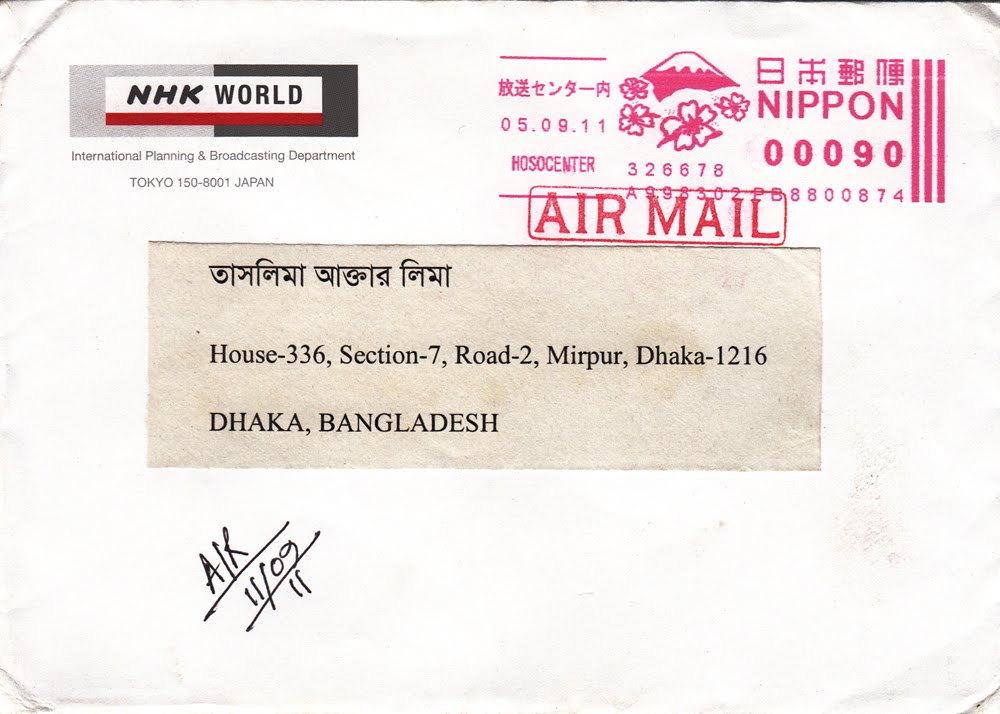 NHK WORLD
International Planning & Broadcasting Department
TOKYO 150-8001 JAPAN
放送センター内
05.09.11
HOSOCENTER
日本郵便
NIPPON
00090
326678
A998302 PB8800874
AIR MAIL
তাসলিমা আক্তার লিমা
House-336, Section-7, Road-2, Mirpur, Dhaka-1216
DHAKA, BANGLADESH
A/K
11/09
11